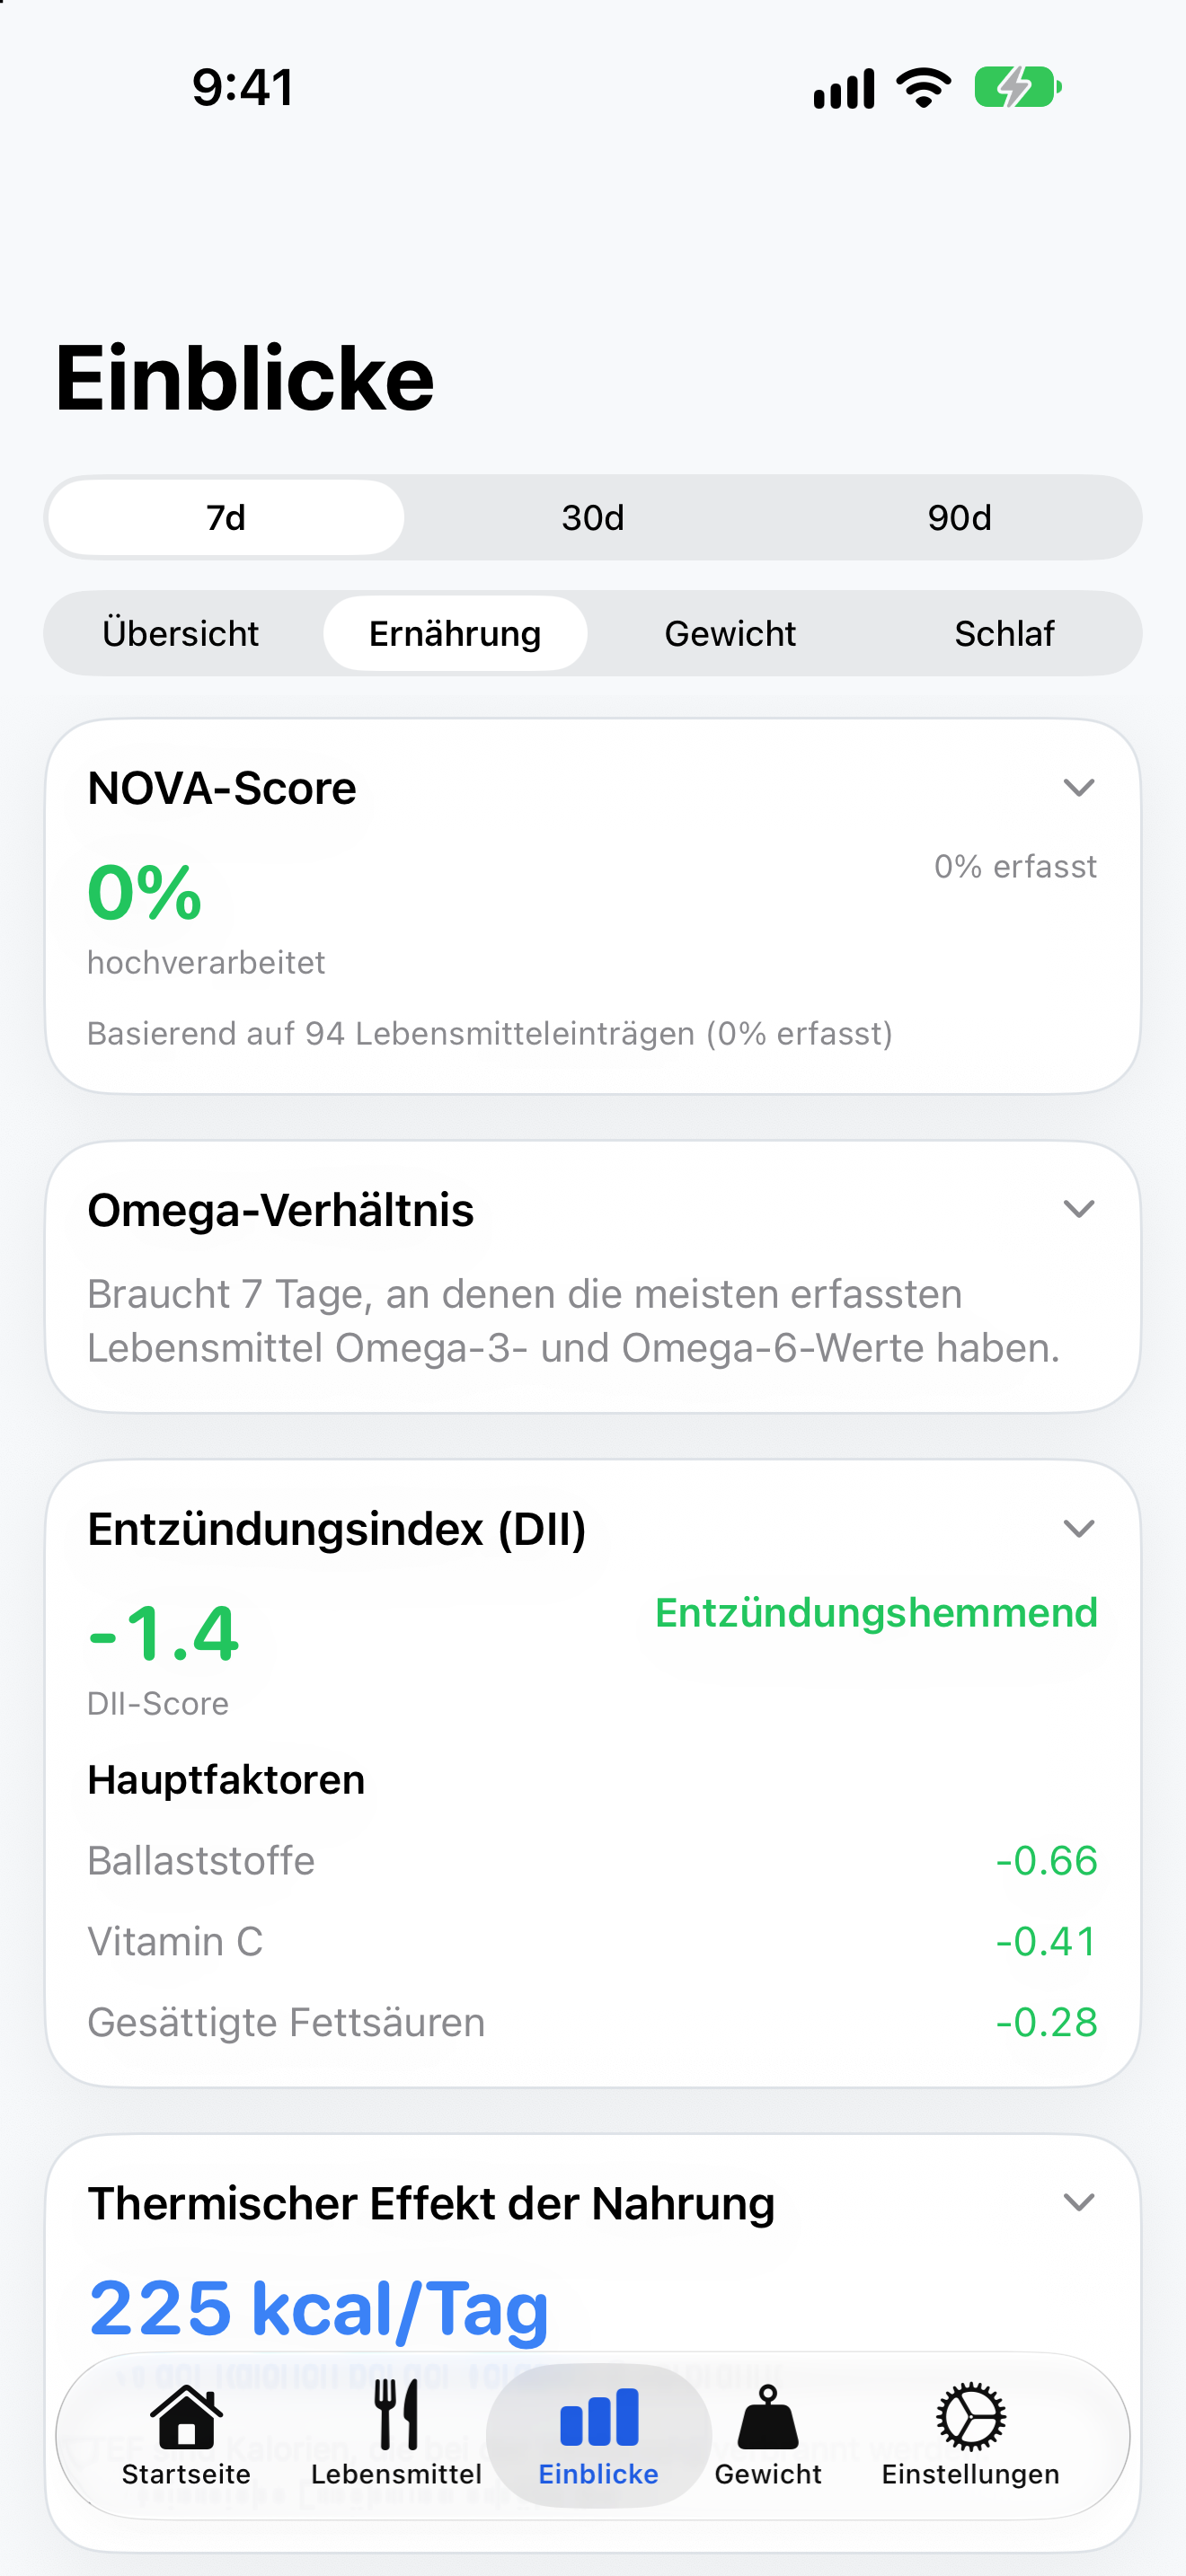 9:41
Einblicke
7d
30d
90d
Übersicht
Ernährung
Gewicht
Schlaf
NOVA-Score
0%
0% erfasst
hochverarbeitet
Basierend auf 94 Lebensmitteleinträgen (0% erfasst)
Omega-Verhältnis
Braucht 7 Tage, an denen die meisten erfassten
Lebensmittel Omega-3- und Omega-6-Werte haben.
Entzündungsindex (DII)
-1.4
Entzündungshemmend
DII-Score
Hauptfaktoren
Ballaststoffe
-0.66
Vitamin C
-0.41
Gesättigte Fettsäuren
-0.28
Thermischer Effekt der Nahrung
225 kcal/Tag
Startseite
Lebensmittel
Einblicke
Gewicht
Einstellungen